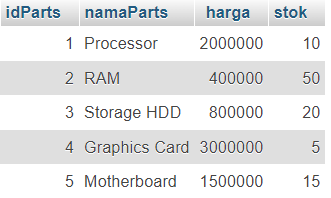 idParts namaParts harga stok
1 Processor 2000000 10
2 RAM 400000 50
3 Storage HDD 800000 20
4 Graphics Card 3000000 5
5 Motherboard 1500000 15